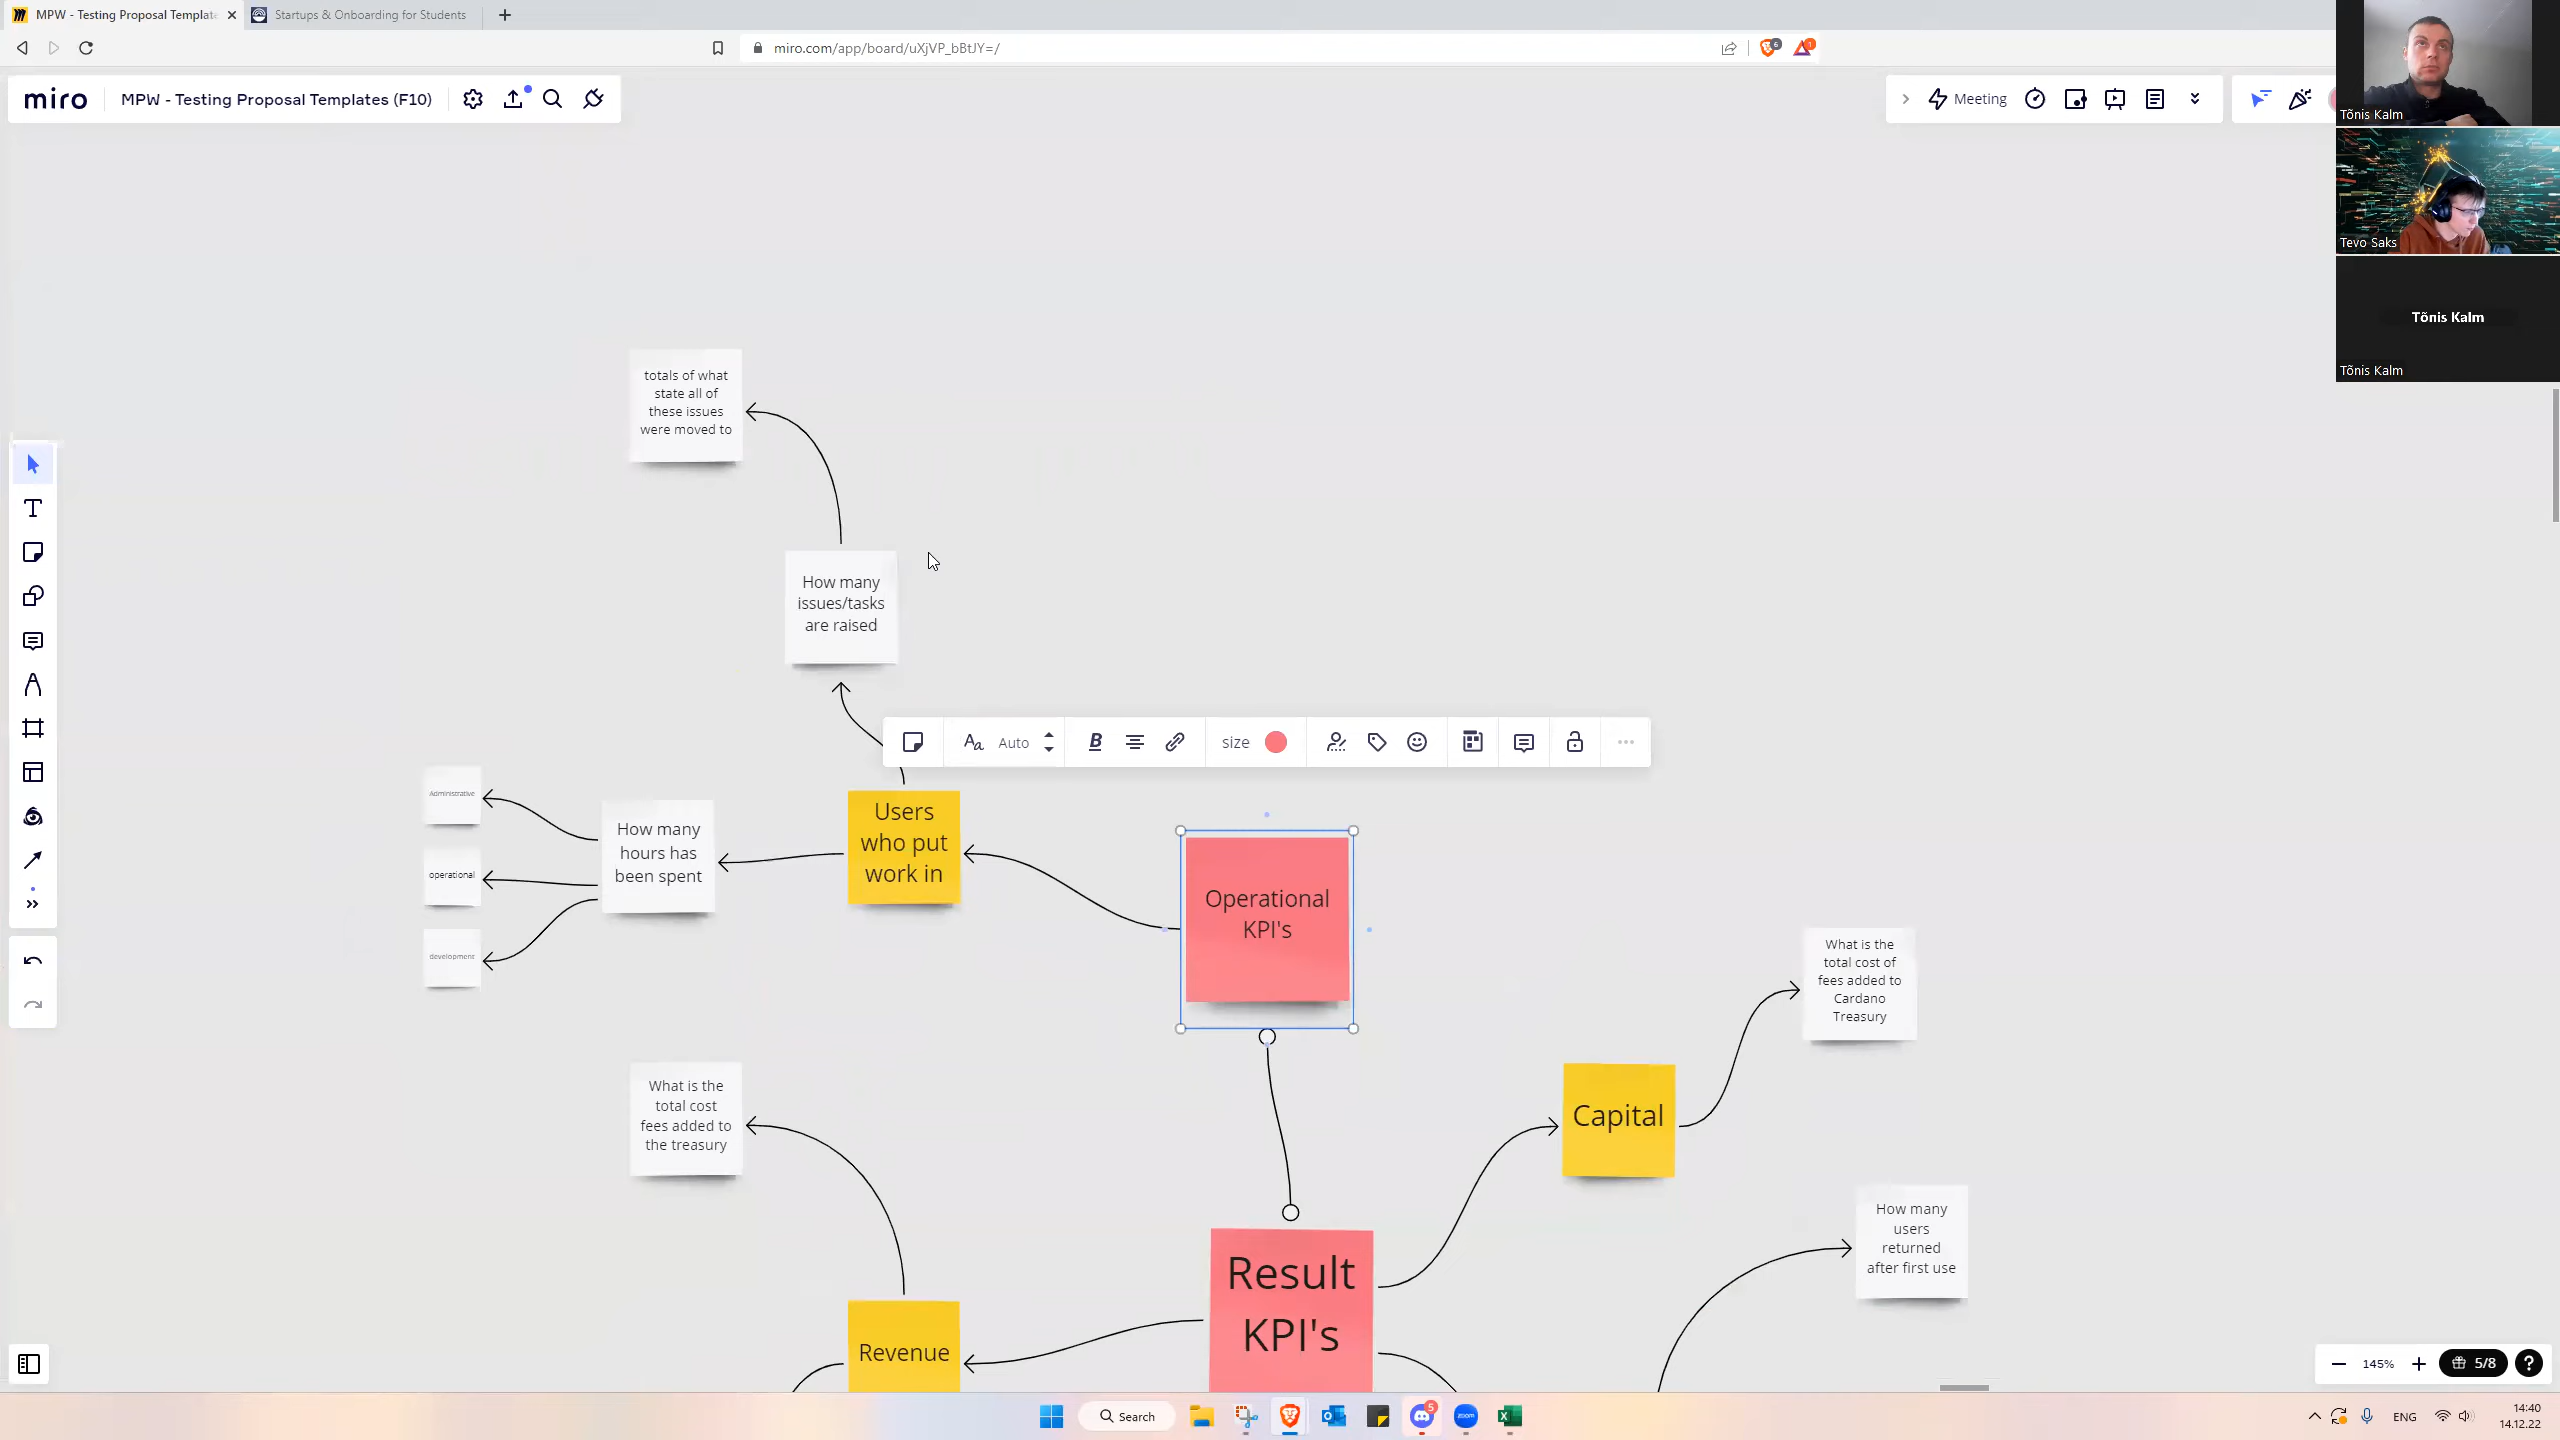 MPW - Testing Proposal Template
Startups & Onboarding for Students
miro.com/app/board/uXjVP_bBtJY=/
6
1
miro
MPW - Testing Proposal Templates (F10)
Meeting
Tõnis Kalm
Tevo Saks
Tõnis Kalm
Tõnis Kalm
totals of what
state all of
these issues
were moved to
How many
issues/tasks
are raised
Auto
size
Administrative
operational
development
How many
hours has
been spent
Users
who put
work in
Operational
KPI's
What is the
total cost of
fees added to
Cardano
Treasury
What is the
total cost
fees added to
the treasury
Capital
How many
users
returned
after first use
Result
KPI's
Revenue
145%
5/8
Search
5
zoom
ENG
14:40
14.12.22